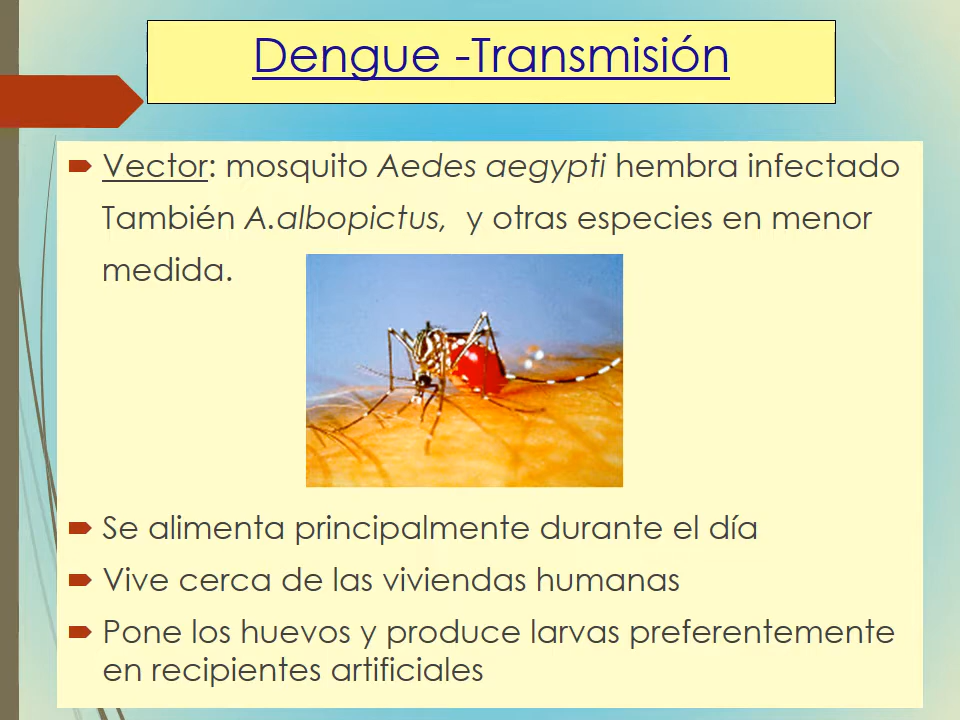 Dengue -Transmisión
Vector: mosquito Aedes aegypti hembra infectado
También A.albopictus, y otras especies en menor
medida.
Se alimenta principalmente durante el día
Vive cerca de las viviendas humanas
Pone los huevos y produce larvas preferentemente
en recipientes artificiales